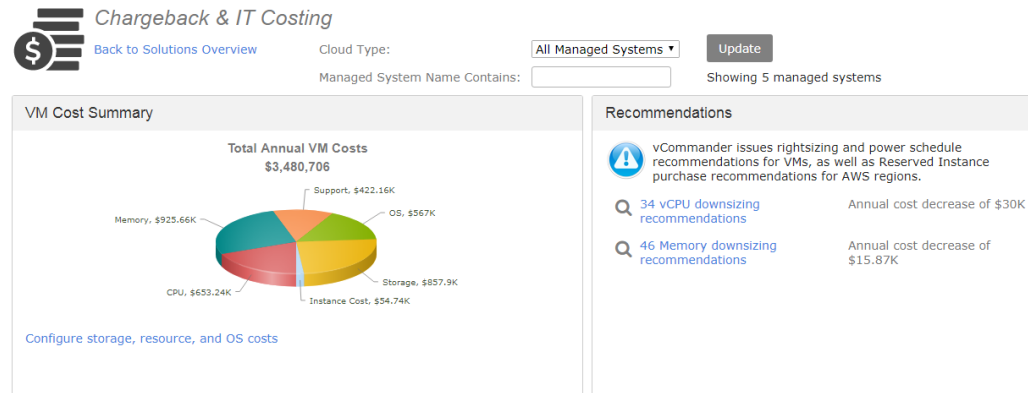 Chargeback & IT Costing
Back to Solutions Overview
Cloud Type:
All Managed Systems
Update
Managed System Name Contains:
Showing 5 managed systems
VM Cost Summary
Total Annual VM Costs
$3,480,706
Support, $422.16K
OS, $567K
Memory, $925.66K
Storage, $857.9K
CPU, $653.24K
Instance Cost, $54.74K
Configure storage, resource, and OS costs
Recommendations
vCommander issues rightsizing and power schedule
recommendations for VMs, as well as Reserved Instance
purchase recommendations for AWS regions.
34 vCPU downsizing
recommendations
Annual cost decrease of $30K
46 Memory downsizing
recommendations
Annual cost decrease of
$15.87K